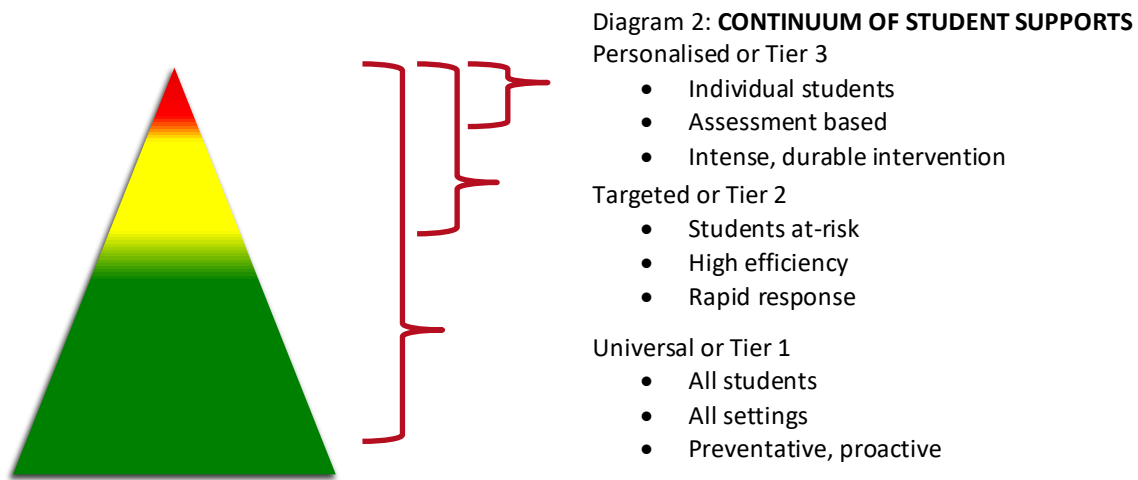 Diagram 2: CONTINUUM OF STUDENT SUPPORTS
Personalised or Tier 3
• Individual students
• Assessment based
• Intense, durable intervention
Targeted or Tier 2
• Students at-risk
• High efficiency
• Rapid response
Universal or Tier 1
• All students
• All settings
• Preventative, proactive